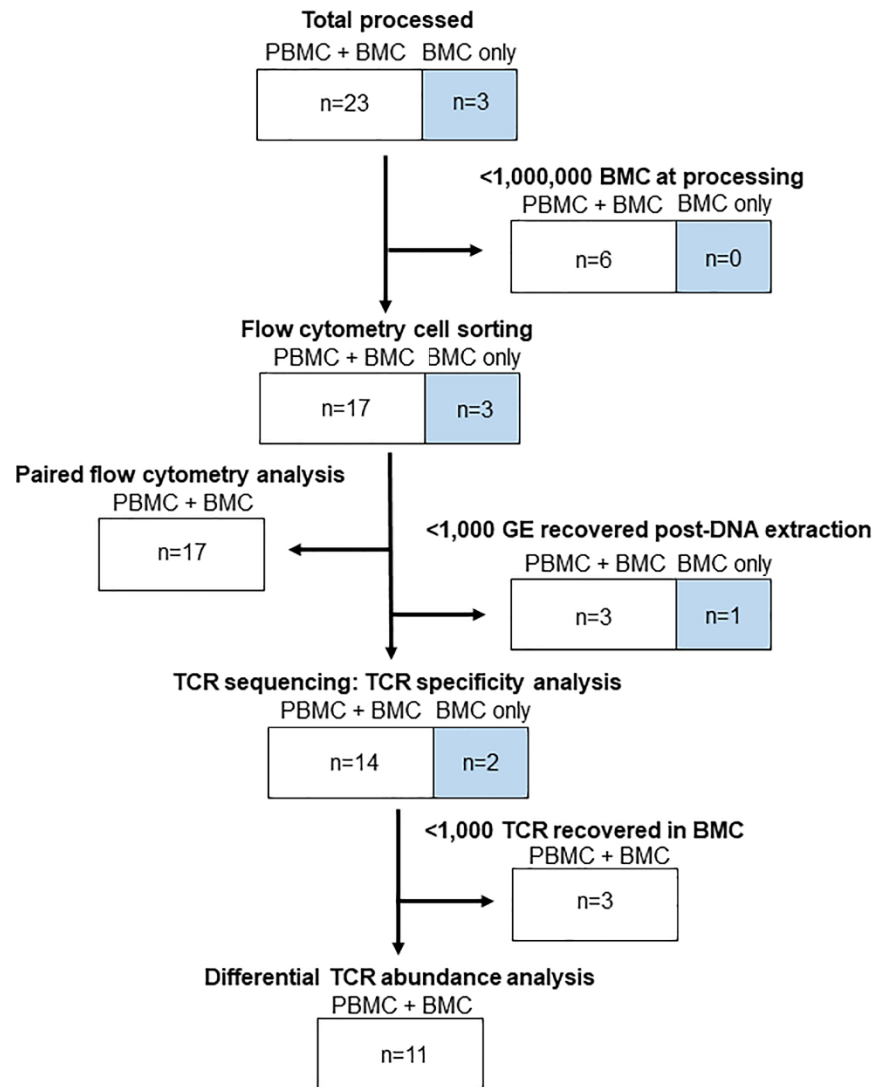 Total processed
PBMC + BMC BMC only
n=23 n=3
<1,000,000 BMC at processing
PBMC + BMC BMC only
n=6 n=0
Flow cytometry cell sorting
PBMC + BMC BMC only
n=17 n=3
Paired flow cytometry analysis
PBMC + BMC
n=17
<1,000 GE recovered post-DNA extraction
PBMC + BMC BMC only
n=3 n=1
TCR sequencing: TCR specificity analysis
PBMC + BMC BMC only
n=14 n=2
<1,000 TCR recovered in BMC
PBMC + BMC
n=3
Differential TCR abundance analysis
PBMC + BMC
n=11